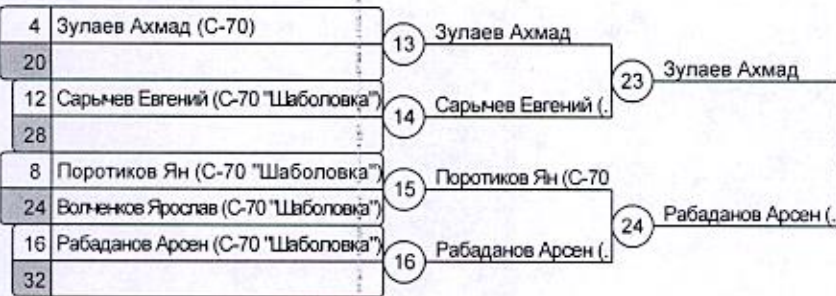 4 Зулаев Ахмад (С-70)
20
12 Сарычев Евгений (С-70 "Шаболовка")
28
8 Поротиков Ян (С-70 "Шаболовка")
24 Волченков Ярослав (С-70 "Шаболовка")
16 Рабаданов Арсен (С-70 "Шаболовка")
32
13 Зулаев Ахмад
14 Сарычев Евгений (.
15 Поротиков Ян (С-70
16 Рабаданов Арсен (.
23 Зулаев Ахмад
24 Рабаданов Арсен (.